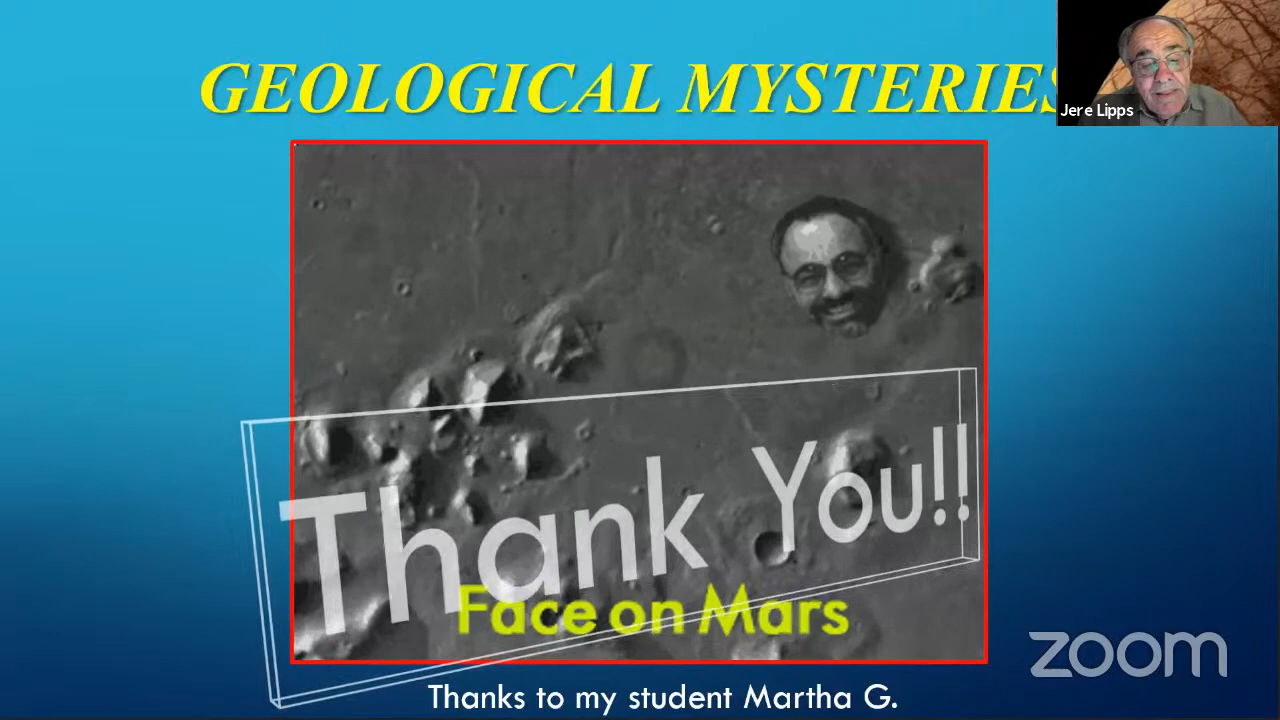 GEOLOGICAL MYSTERIES
Jere Lipps
Thank You!!
Face on Mars
zoom
Thanks to my student Martha G.